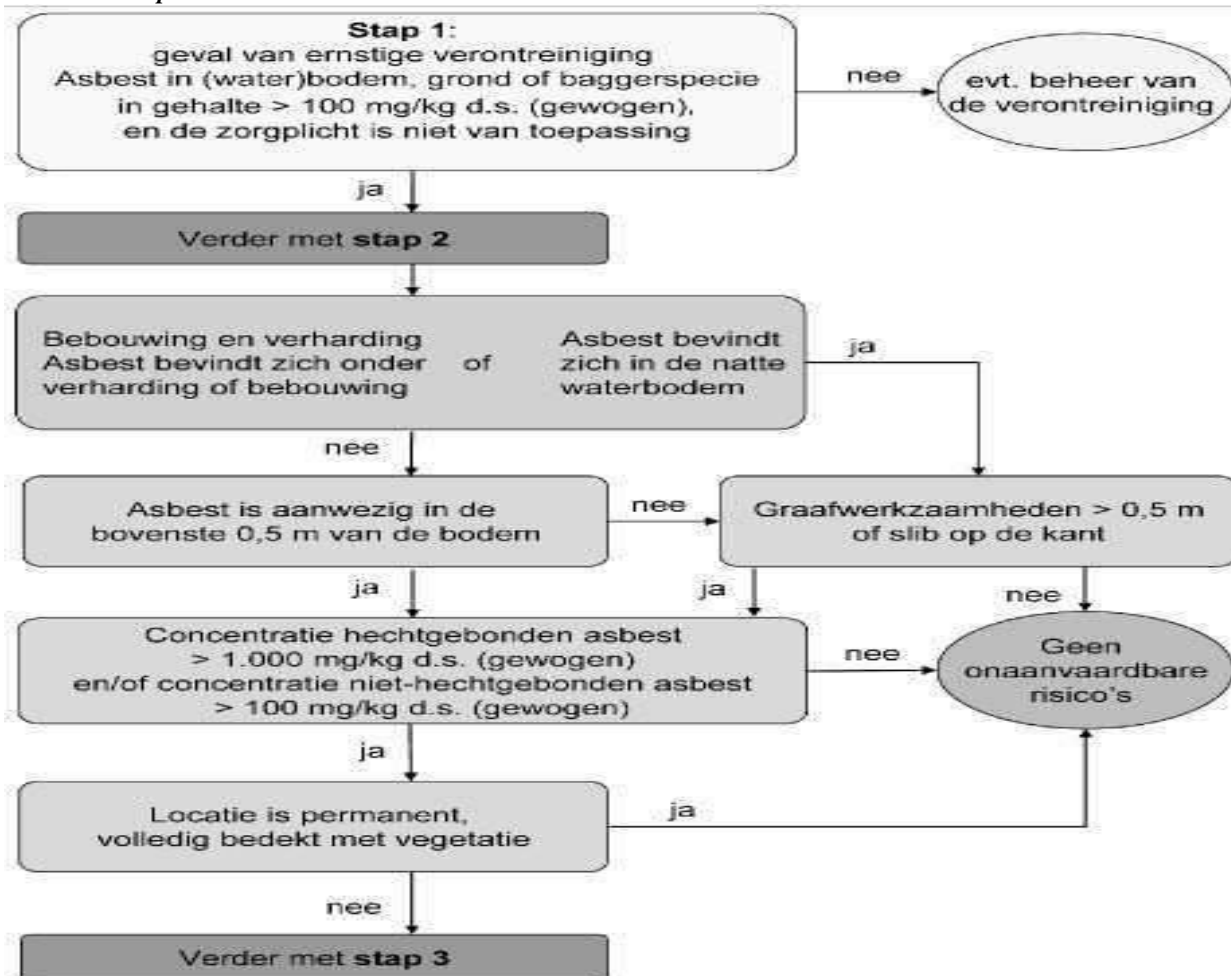 Stap 1:
geval van ernstige verontreiniging
Asbest in (water)bodem, grond of baggerspecie
in gehalte > 100 mg/kg d.s. (gewogen),
en de zorgplicht is niet van toepassing
nee
evt. beheer van
de verontreiniging
ja
Verder met stap 2
Bebouwing en verharding
Asbest bevindt zich onder
verharding of bebouwing
of
Asbest bevindt
zich in de natte
waterbodem
ja
nee
Asbest is aanwezig in de
bovenste 0,5 m van de bodem
nee
Graafwerkzaamheden > 0,5 m
of slib op de kant
ja
ja
nee
Concentratie hechtgebonden asbest
> 1.000 mg/kg d.s. (gewogen)
en/of concentratie niet-hechtgebonden asbest
> 100 mg/kg d.s. (gewogen)
nee
Geen
onaanvaardbare
risico's
ja
Locatie is permanent,
volledig bedekt met vegetatie
ja
nee
Verder met stap 3